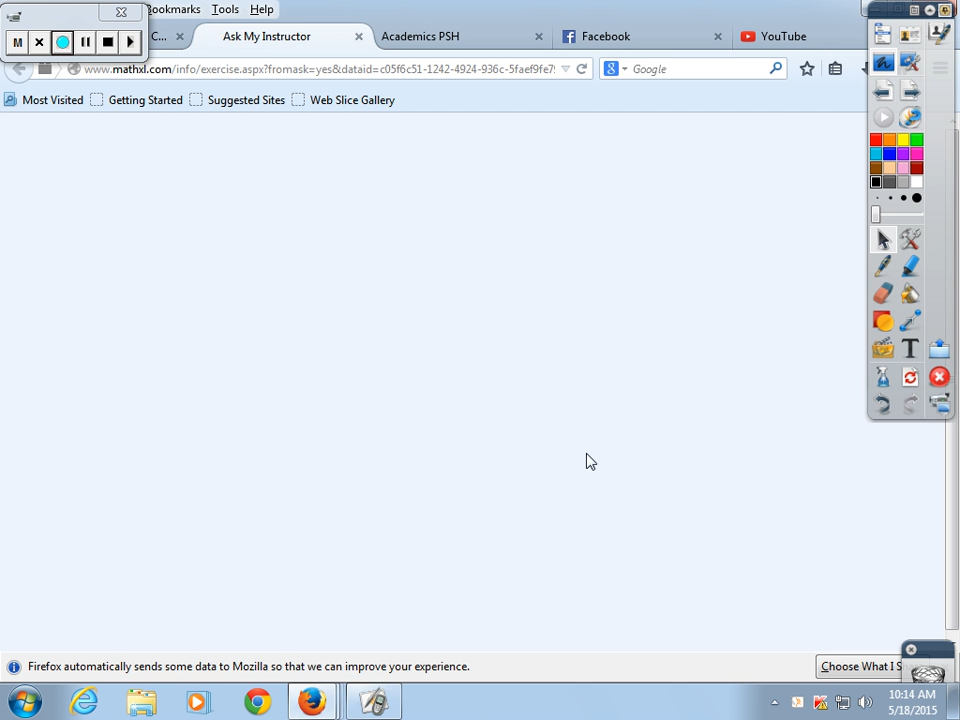 Bookmarks Tools Help
M
C... Ask My Instructor Academics PSH Facebook YouTube
www.mathxl.com/info/exercise.aspx?fromask=yes&dataid=c05f6c51-1242-4924-936c-5faef9fe7 Google
Most Visited Getting Started Suggested Sites Web Slice Gallery
T
Firefox automatically sends some data to Mozilla so that we can improve your experience. Choose What I
10:14 AM
5/18/2015